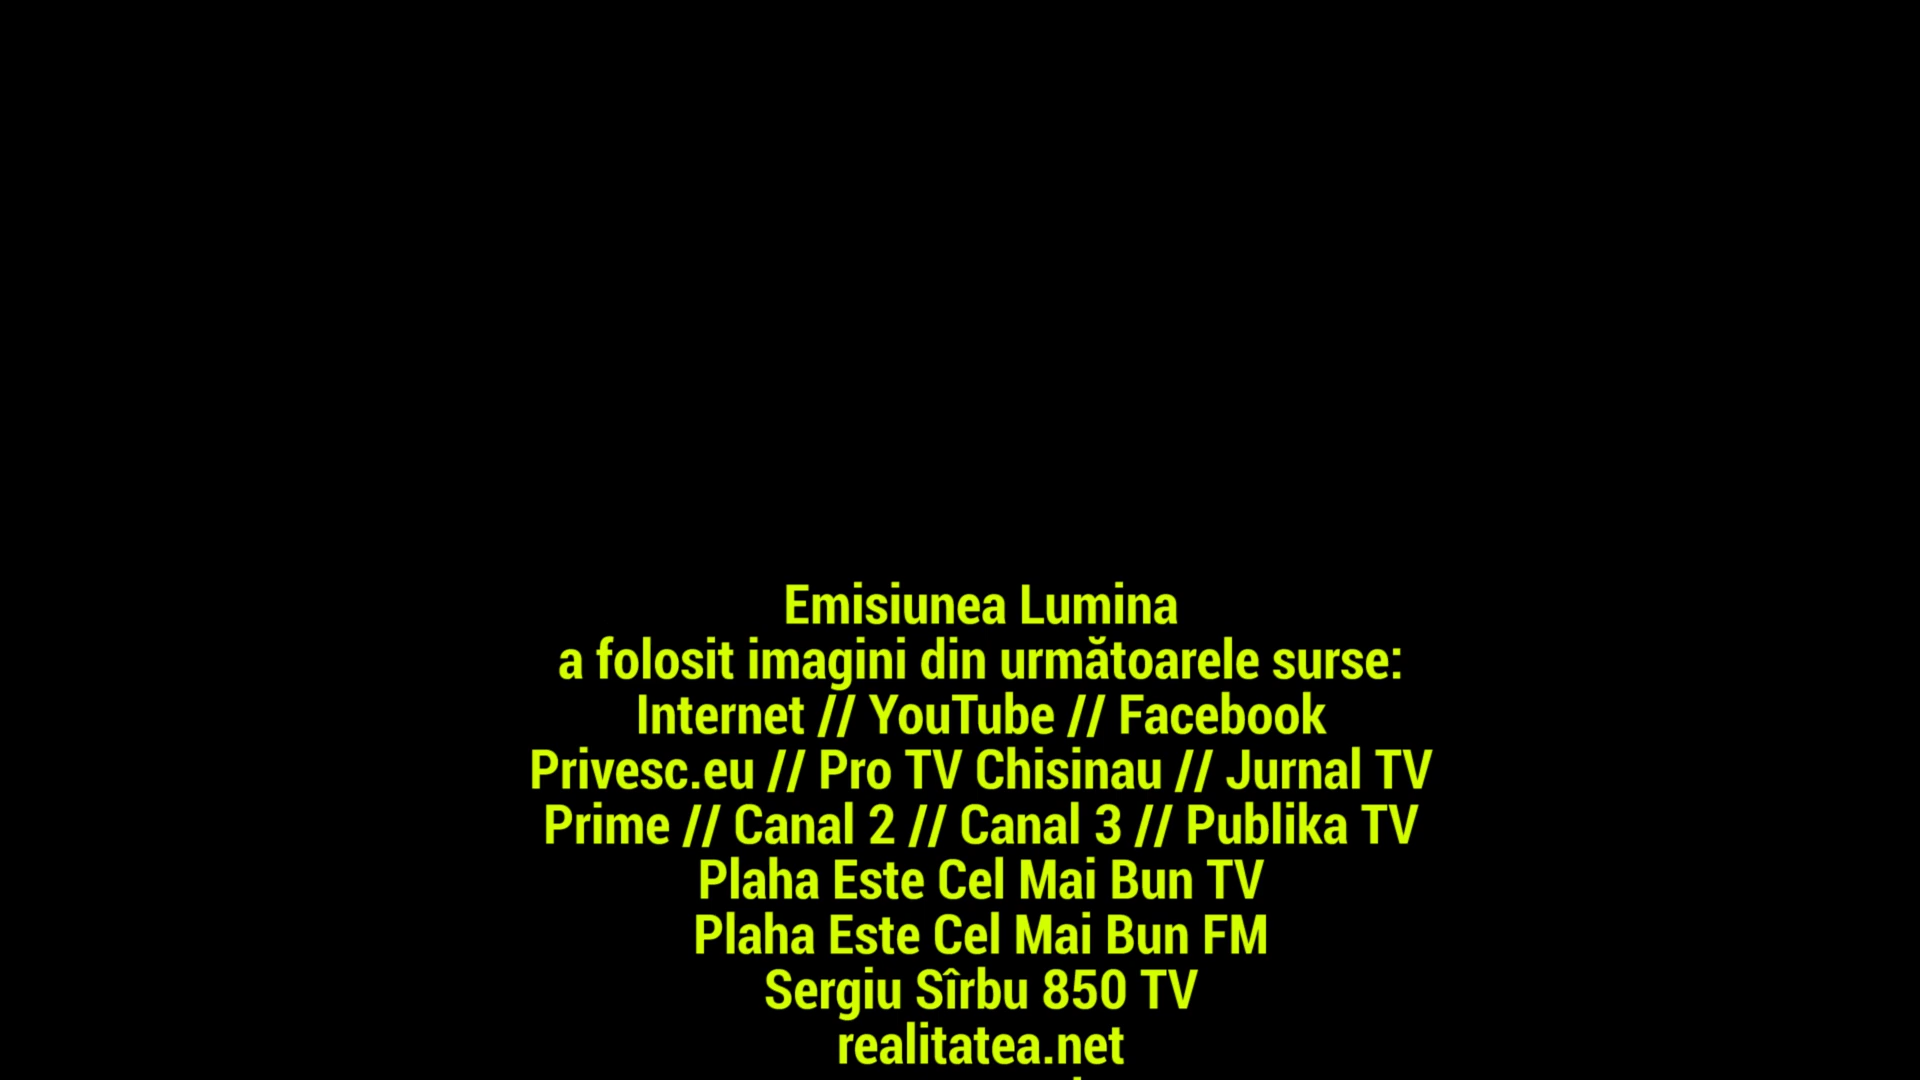 Emisiunea Lumina
a folosit imagini din următoarele surse:
Internet // YouTube // Facebook
Privesc.eu // Pro TV Chisinau // Jurnal TV
Prime // Canal 2 // Canal 3 // Publika TV
Plaha Este Cel Mai Bun TV
Plaha Este Cel Mai Bun FM
Sergiu Sîrbu 850 TV
realitatea.net